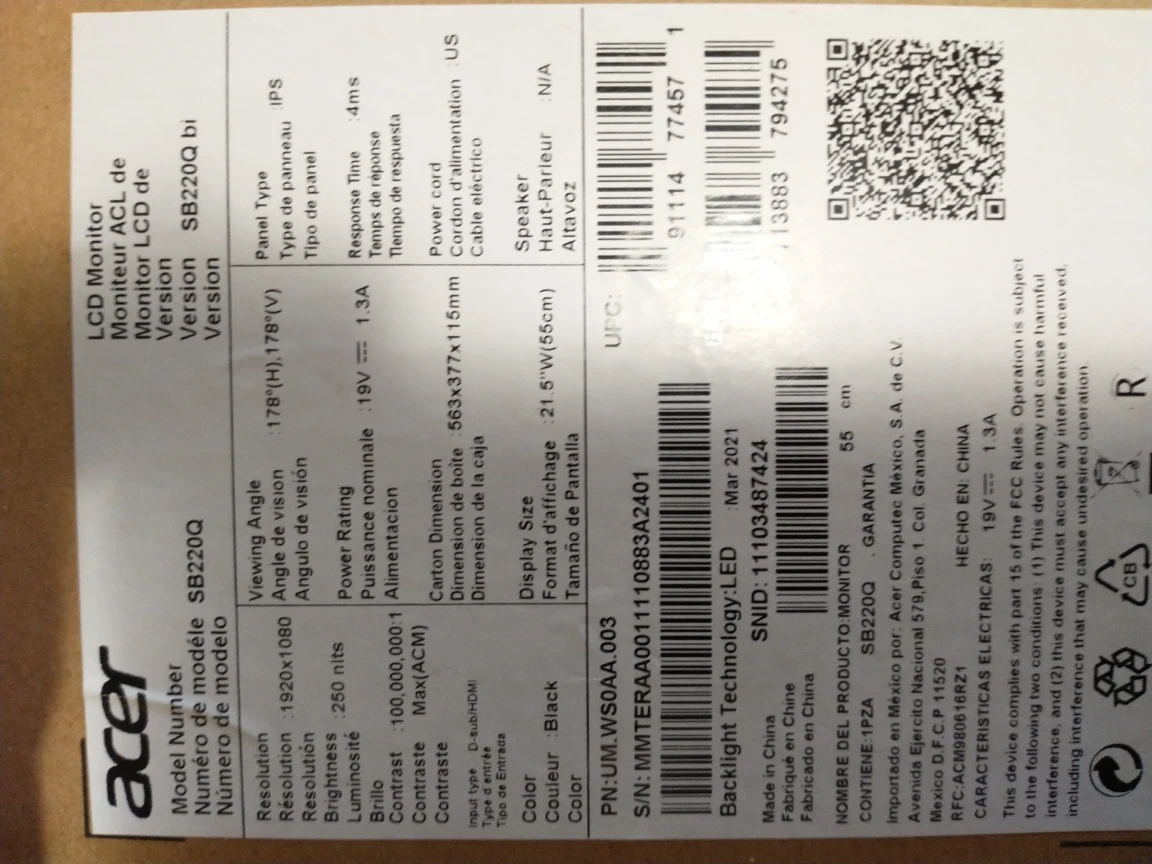 acer
Model Number
Numéro de modéle SB220Q
Número de modelo
LCD Monitor
Moniteur ACL de
Monitor LCD de
Version
Version SB220Q bi
Version
Resolution
Résolution :1920x1080
Resolutión
Brightness :250 nits
Luminosité
Brillo
Contrast :100,000,000:1
Contraste Max(ACM)
Contraste
Input type . D-sub/HDMI
Type d'entrée
Tipo de Entrada
Color
Couleur :Black
Color
Viewing Angle
Angle de vision :178°(H),178°(V)
Angulo de visión
Power Rating
Puissance nominale :19V ⎓ 1.3A
Alimentacion
Carton Dimension
Dimension de boite :563x377x115mm
Dimension de la caja
Display Size
Format d'affichage :21.5"W(55cm)
Tamaño de Pantalla
Panel Type
Type de panneau :IPS
Tipo de panel
Response Time :4ms
Temps de réponse
Tiempo de respuesta
Power cord
Cordon d'alimentation :US
Cable eléctrico
Speaker
Haut-Parleur :N/A
Altavoz
PN:UM.WS0AA.003
S/N: MMTERAA0011110883A2401
Backlight Technology:LED :Mar 2021
Made in China
Fabriqué en Chine
Fabricado en China
SNID: 11103487424
UPC:
91114 77457 1
13883 794275
NOMBRE DEL PRODUCTO:MONITOR 55 cm
CONTIENE:1PZA SB220Q . GARANTIA
Importado en México por: Acer Computec México, S.A. de C.V.
Avenida Ejercito Nacional 579,Piso 1. Col. Granada
Mexico D.F.C.P 11520
RFC:ACM980616RZ1 HECHO EN: CHINA
CARACTERISTICAS ELECTRICAS: 19V⎓ 1.3A
This device complies with part 15 of the FCC Rules. Operation is subject
to the following two conditions: (1) This device may not cause harmful
interference, and (2) this device must accept any interference received,
including interference that may cause undesired operation.
CB
R